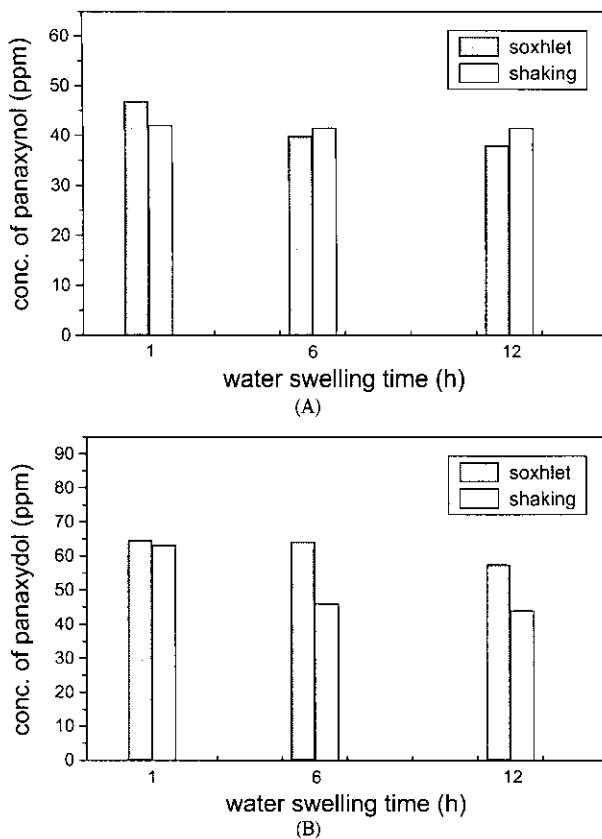 60
50
40
30
20
10
0
conc. of panaxynol (ppm)
soxhlet
shaking
1 6 12
water swelling time (h)
(A)
90
80
70
60
50
40
30
20
10
0
conc. of panaxydol (ppm)
soxhlet
shaking
1 6 12
water swelling time (h)
(B)